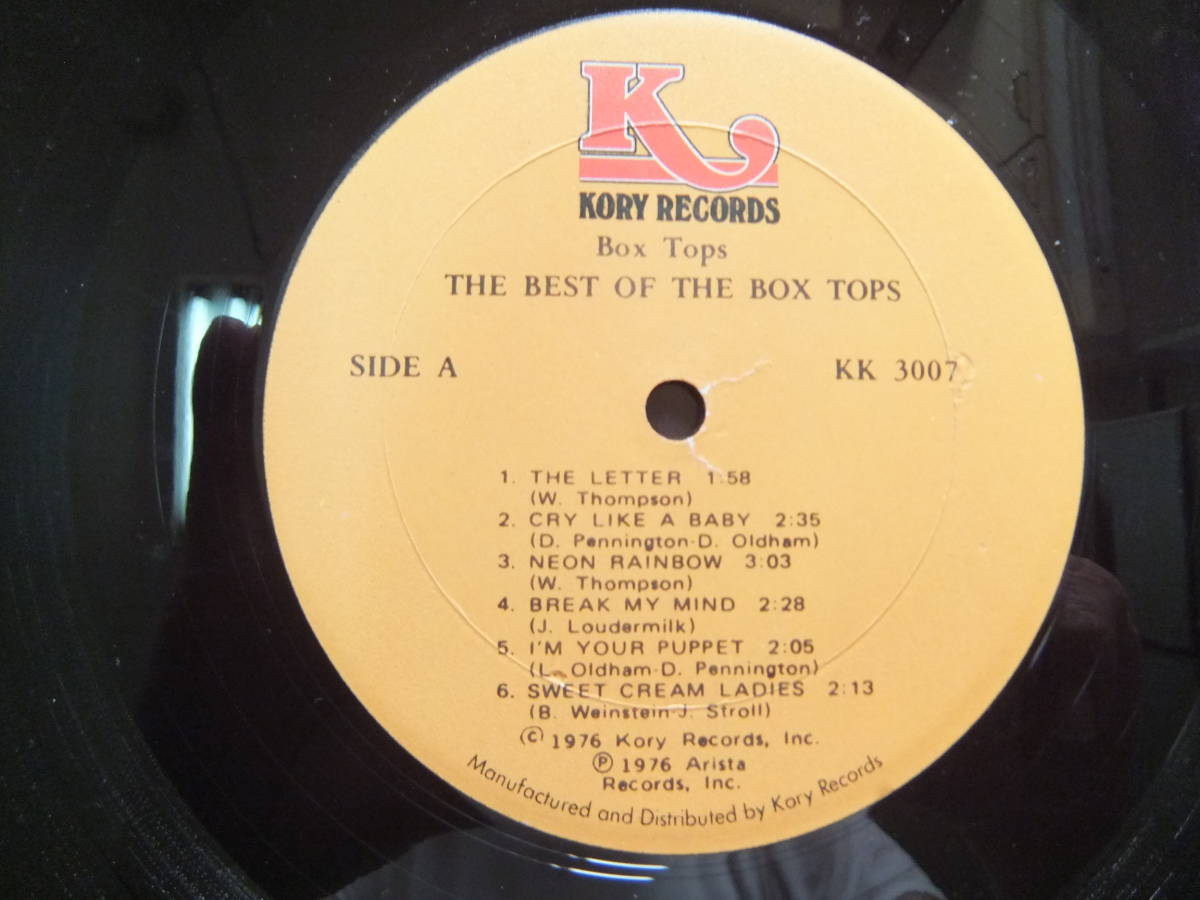 K
KORY RECORDS
Box Tops
THE BEST OF THE BOX TOPS
SIDE A KK 3007
1. THE LETTER 1:58
(W. Thompson)
2. CRY LIKE A BABY 2:35
(D. Pennington-D. Oldham)
3. NEON RAINBOW 3:03
(W. Thompson)
4. BREAK MY MIND 2:28
(J. Loudermilk)
5. I'M YOUR PUPPET 2:05
(L. Oldham-D. Pennington)
6. SWEET CREAM LADIES 2:13
(B. Weinstein-J. Stroll)
© 1976 Kory Records, Inc.
℗ 1976 Arista
Records, Inc.
Manufactured and Distributed by Kory Records